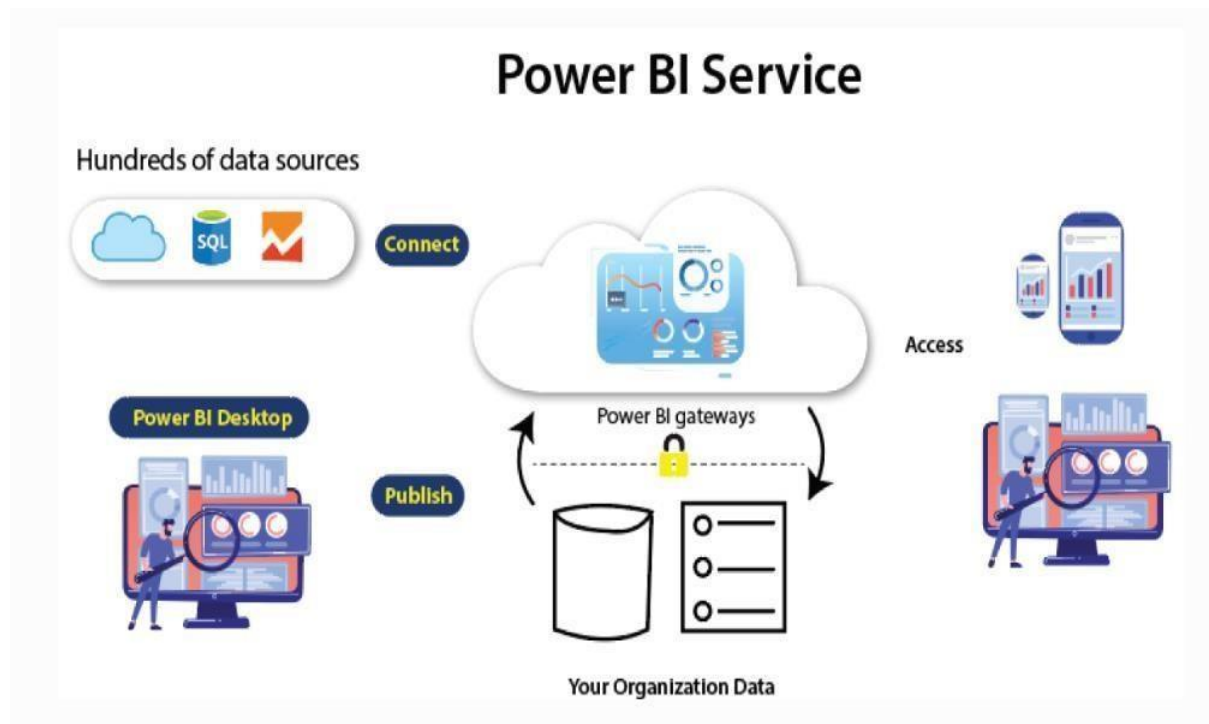 Power BI Service
Hundreds of data sources
SQL
Connect
Power BI Desktop
Publish
Power BI gateways
Access
Your Organization Data